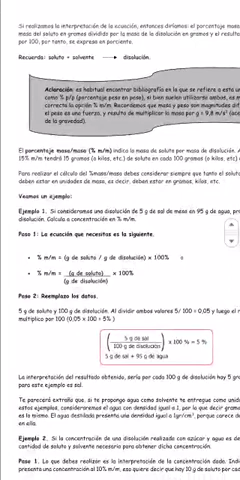 Si realizamos la interpretación de la ecuación, entonces diríamos: el porcentaje masa
masa del soluto en gramos dividido por la masa de la disolución en gramos y el resulta
por 100, por tanto, se expresa en porciento.
Recuerda: soluto + solvente → disolución.
Aclaración: es habitual encontrar bibliografía en la que se refiera a esta u
como % p/p (porcentaje peso en peso), si bien suelen utilizarse ambas, es m
correcta la opción % m/m. Recordemos que masa y peso son magnitudes dif
el peso es una fuerza, y resulta de multiplicar la masa por g = 9,8 m/s² (ace
de la gravedad).
El porcentaje masa/masa (% m/m) indica la masa de soluto por masa de disolución. A
15% m/m tendrá 15 gramos (o kilos, etc.) de soluto en cada 100 gramos (o kilos, etc)
Para realizar el cálculo del %masa/masa debes considerar siempre que tanto el soluto
deben estar en unidades de masa, es decir, deben estar en gramos, kilos, etc.
Veamos un ejemplo:
Ejemplo 1. Si consideramos una disolución de 5 g de sal de mesa en 95 g de agua, pr
disolución. Calcula a concentración en % m/m.
Paso 1: La ecuación que necesitas es la siguiente.
• % m/m = (g de soluto / g de disolución) x 100% o
• % m/m = (g de soluto) x 100%
(g de disolución)
Paso 2: Reemplazo los datos.
5 g de soluto y 100 g de disolución. Al dividir ambos valores 5/ 100 = 0,05 y luego el r
multiplico por 100 (0,05 x 100 = 5% )
( 5 g de sal / 100 g de disolución ) x 100 % = 5 %
5 g de sal + 95 g de agua
La interpretación del resultado obtenido, sería por cada 100 g de disolución hay 5 gra
para este ejemplo es sal.
Te parecerá extraño que, si te propongo agua como solvente te entregue como unid
estos ejemplos, consideraremos el agua con densidad igual a 1, por lo que decir gramo
es lo mismo. El agua destilada presenta una densidad igual a 1gr/cm³, porque carece d
en ella.
Ejemplo 2. Si la concentración de una disolución realizada con azúcar y agua es de
cantidad de soluto y solvente necesario para obtener dicha concentración.
Paso 1. Lo que debes realizar es la interpretación de la concentración dada. Indi
presenta una concentración al 10% m/m, eso quiere decir que hay 10 g de soluto por cad